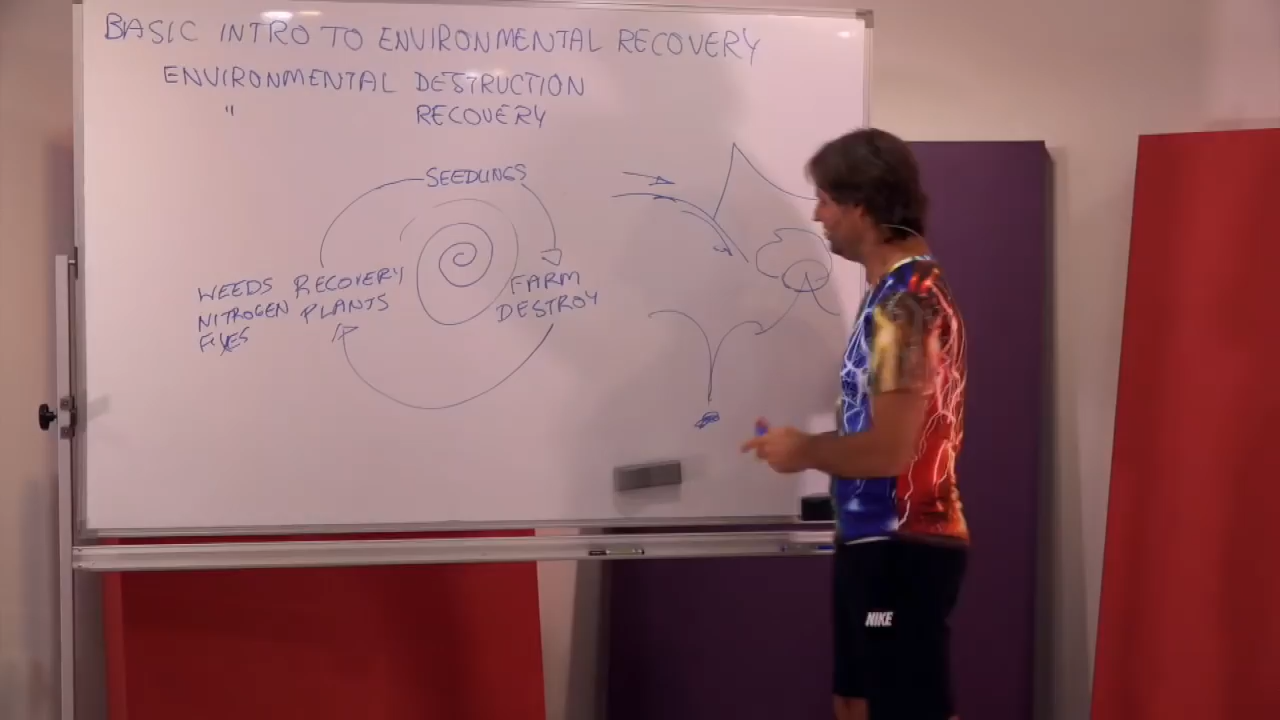 BASIC INTRO TO ENVIRONMENTAL RECOVERY
ENVIRONMENTAL DESTRUCTION
" RECOVERY
SEEDLINGS
WEEDS RECOVERY
NITROGEN PLANTS
FIXES
FARM
DESTROY
NIKE